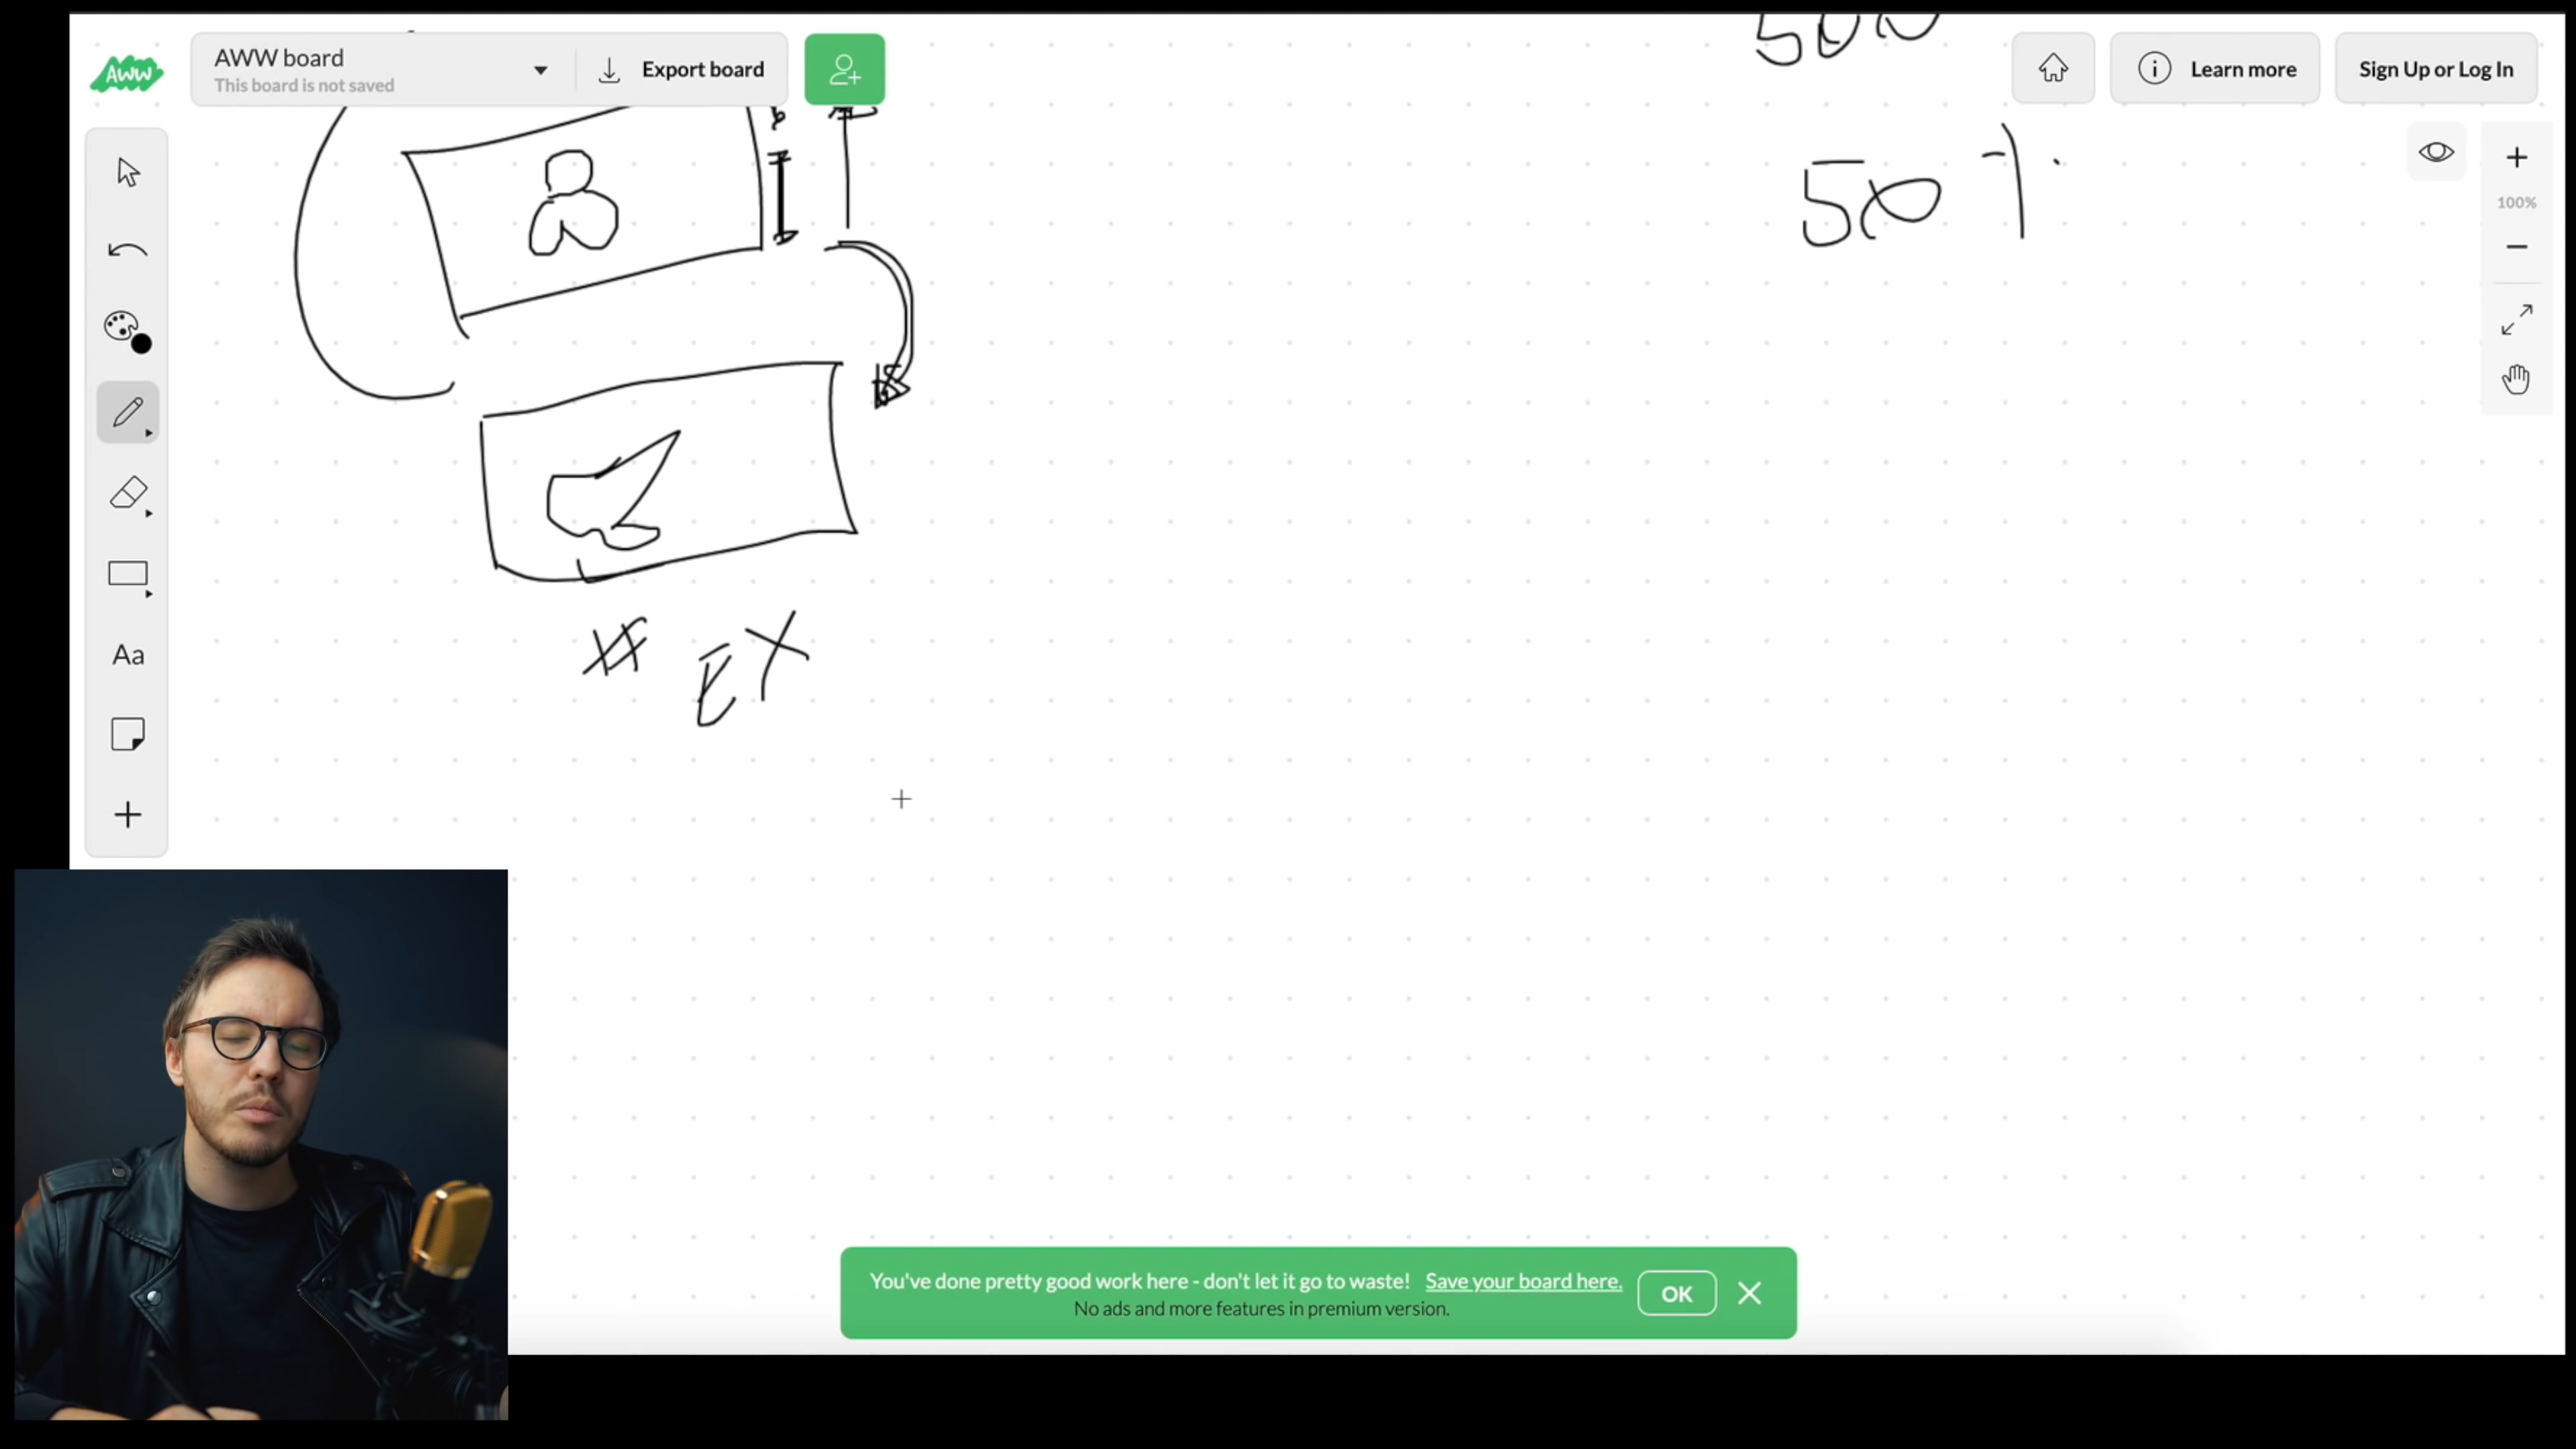 AWW
AWW board
This board is not saved
Export board
Learn more
Sign Up or Log In
100%
Aa
EX
You've done pretty good work here - don't let it go to waste! Save your board here.
No ads and more features in premium version.
OK